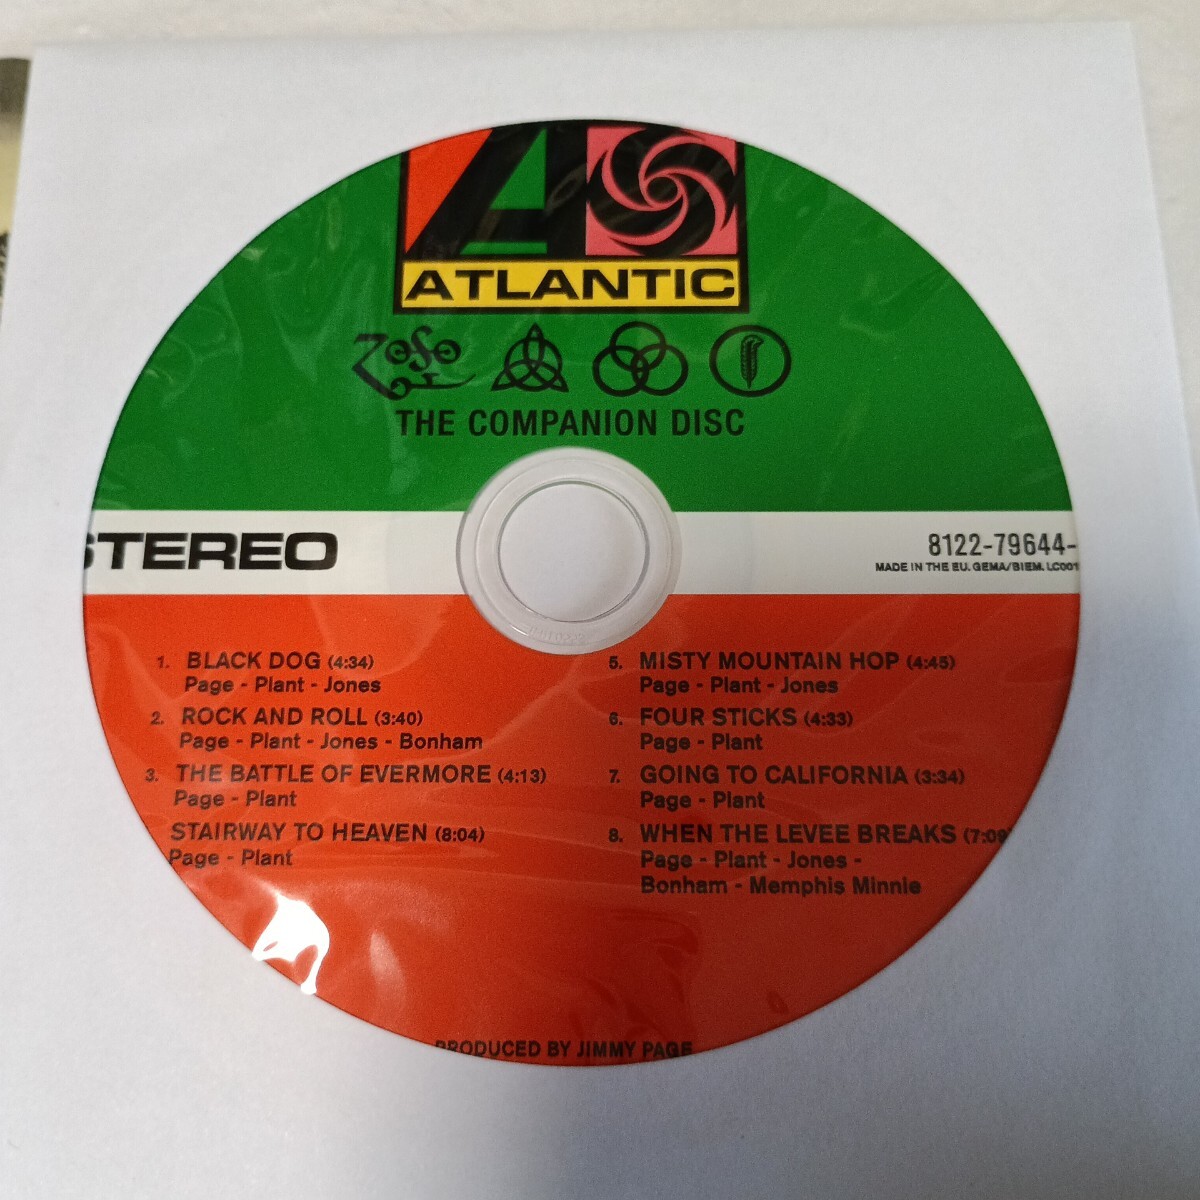 ATLANTIC
THE COMPANION DISC
STEREO
8122-79644-
MADE IN THE EU. GEMA/BIEM. LC001
1. BLACK DOG (4:34)
Page - Plant - Jones
2. ROCK AND ROLL (3:40)
Page - Plant - Jones - Bonham
3. THE BATTLE OF EVERMORE (4:13)
Page - Plant
STAIRWAY TO HEAVEN (8:04)
Page - Plant
5. MISTY MOUNTAIN HOP (4:45)
Page - Plant - Jones
6. FOUR STICKS (4:33)
Page - Plant
7. GOING TO CALIFORNIA (3:34)
Page - Plant
8. WHEN THE LEVEE BREAKS (7:09)
Page - Plant - Jones -
Bonham - Memphis Minnie
PRODUCED BY JIMMY PAGE